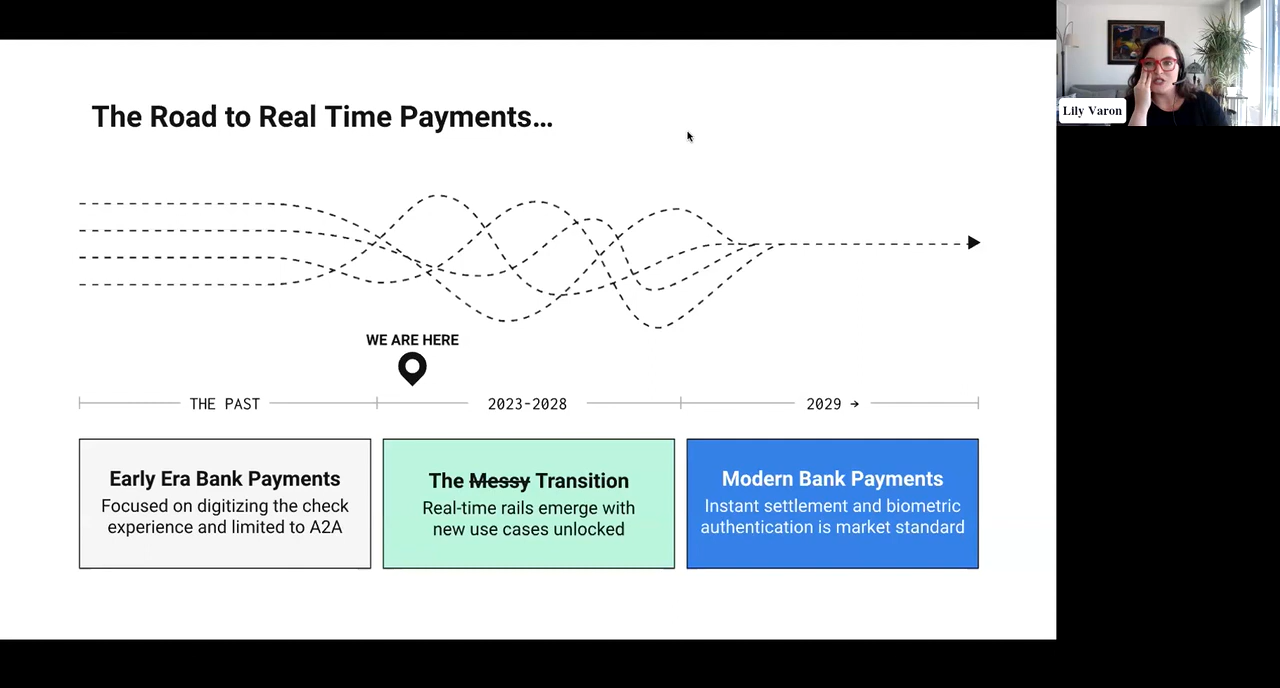 The Road to Real Time Payments...
Lily Varon
WE ARE HERE
THE PAST
2023-2028
2029 →
Early Era Bank Payments
Focused on digitizing the check
experience and limited to A2A
The Messy Transition
Real-time rails emerge with
new use cases unlocked
Modern Bank Payments
Instant settlement and biometric
authentication is market standard